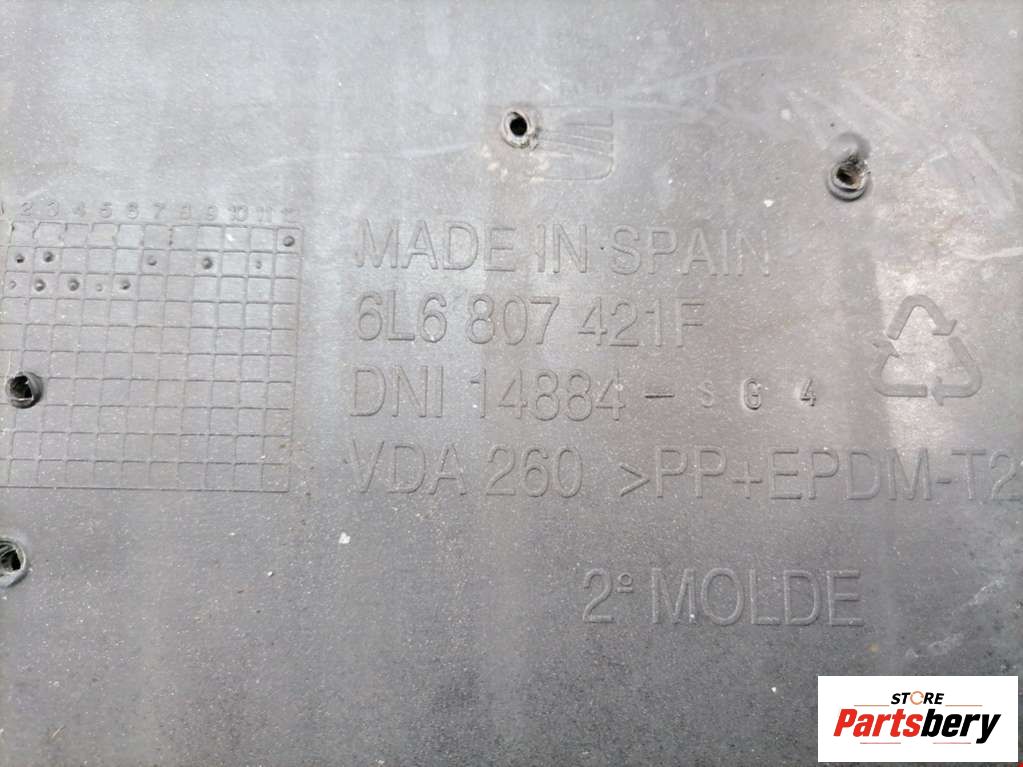 2 3 4 5 6 7 8 9 10 11 12
MADE IN SPAIN
6L6 807 421F
DNI 14884 - S G 4
VDA 260 >PP+EPDM-T2
2º MOLDE
STORE
Partsbery